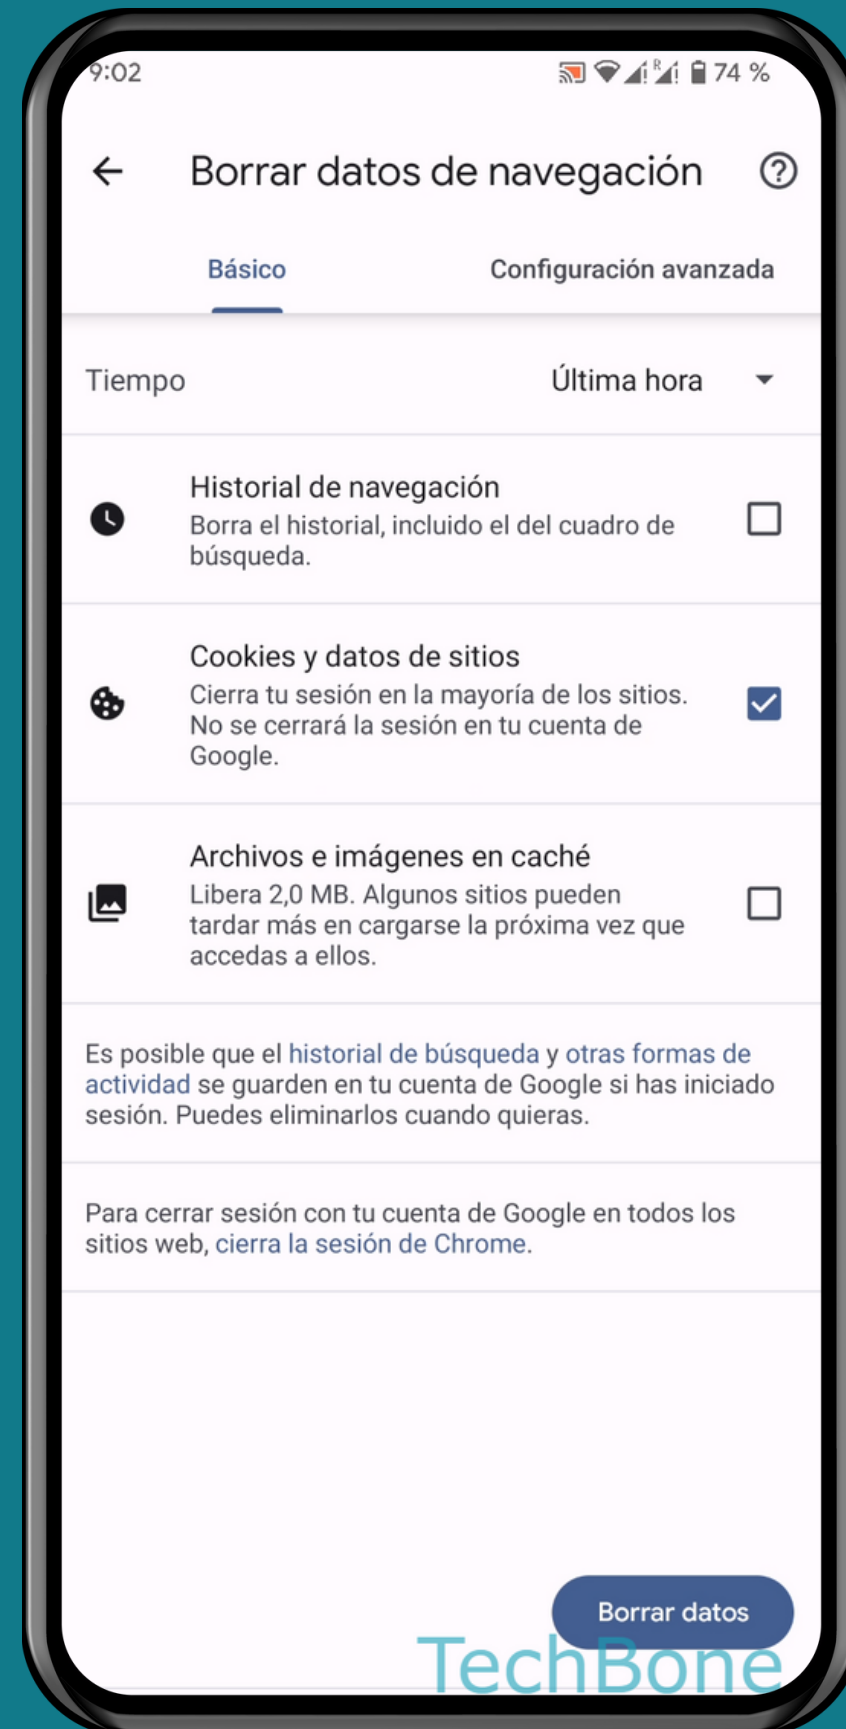 9:02
R
74 %
Borrar datos de navegación
Básico
Configuración avanzada
Tiempo
Última hora
Historial de navegación
Borra el historial, incluido el del cuadro de
búsqueda.
Cookies y datos de sitios
Cierra tu sesión en la mayoría de los sitios.
No se cerrará la sesión en tu cuenta de
Google.
Archivos e imágenes en caché
Libera 2,0 MB. Algunos sitios pueden
tardar más en cargarse la próxima vez que
accedas a ellos.
Es posible que el historial de búsqueda y otras formas de
actividad se guarden en tu cuenta de Google si has iniciado
sesión. Puedes eliminarlos cuando quieras.
Para cerrar sesión con tu cuenta de Google en todos los
sitios web, cierra la sesión de Chrome.
Borrar datos
TechBone